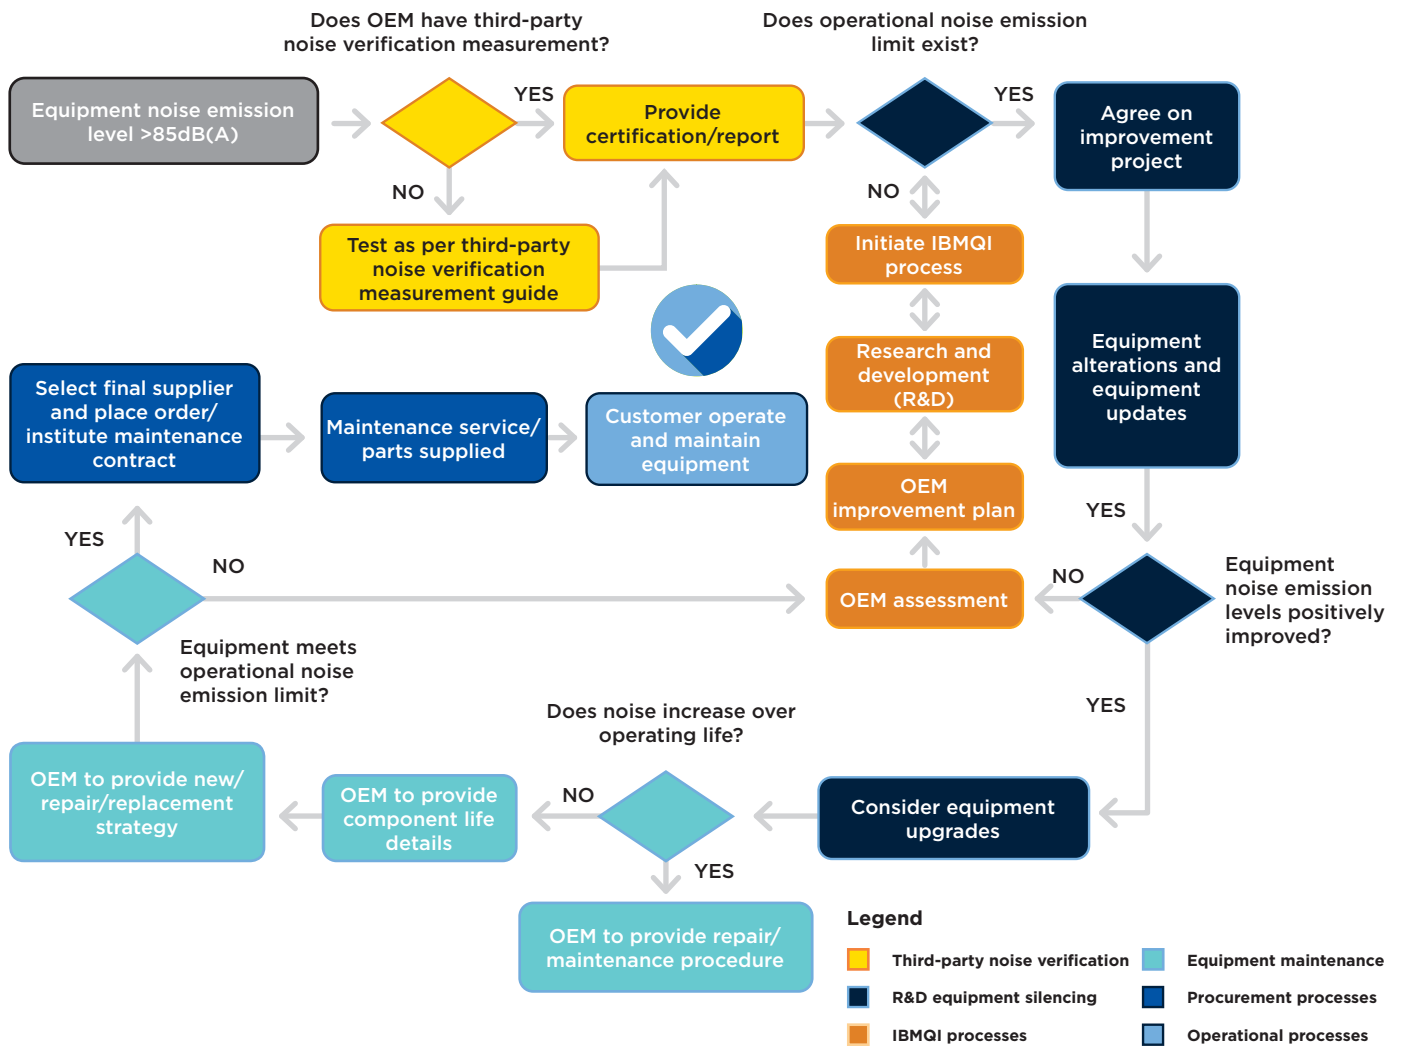 Does OEM have third-party
noise verification measurement?
Does operational noise emission
limit exist?
Equipment noise emission
level >85dB(A)
YES
Provide
certification/report
YES
Agree on
improvement
project
NO
NO
Test as per third-party
noise verification
measurement guide
Initiate IBMQI
process
Equipment
alterations and
equipment
updates
Research and
development
(R&D)
Select final supplier
and place order/
institute maintenance
contract
Maintenance service/
parts supplied
Customer operate
and maintain
equipment
OEM
improvement plan
YES
YES
NO
NO
OEM assessment
Equipment
noise emission
levels positively
improved?
Equipment meets
operational noise
emission limit?
YES
Does noise increase over
operating life?
OEM to provide new/
repair/replacement
strategy
OEM to provide
component life
details
NO
Consider equipment
upgrades
YES
OEM to provide repair/
maintenance procedure
Legend
Third-party noise verification
Equipment maintenance
R&D equipment silencing
Procurement processes
IBMQI processes
Operational processes